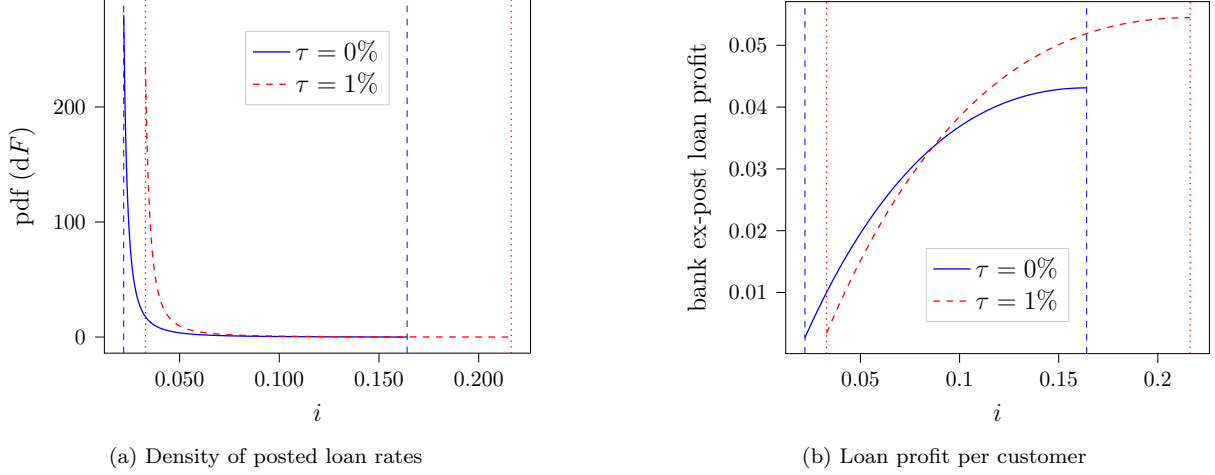 pdf (dF)
200
100
0
0.050
0.100
0.150
0.200
i
τ = 0%
τ = 1%
(a) Density of posted loan rates
bank ex-post loan profit
0.05
0.04
0.03
0.02
0.01
0.05
0.1
0.15
0.2
i
τ = 0%
τ = 1%
(b) Loan profit per customer